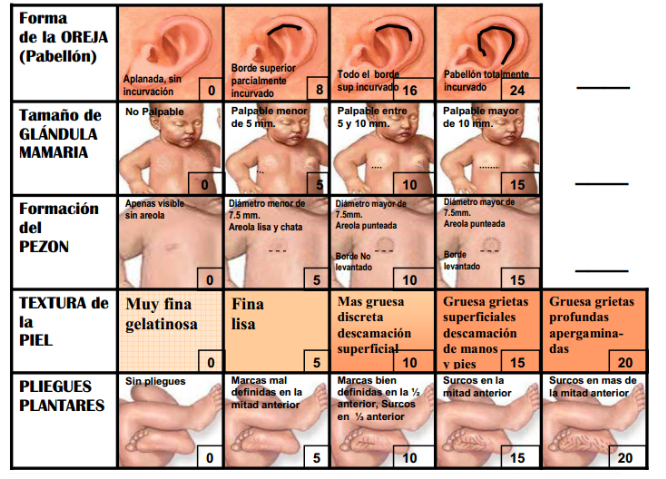 Forma
de la OREJA
(Pabellón)
Aplanada, sin
incurvación
0
Borde superior
parcialmente
incurvado
8
Todo el borde
sup incurvado
16
Pabellón totalmente
incurvado
24
Tamaño de
GLÁNDULA
MAMARIA
No Palpable
0
Palpable menor
de 5 mm.
5
Palpable entre
5 y 10 mm.
10
Palpable mayor
de 10 mm.
15
Formación
del
PEZON
Apenas visible
sin areola
0
Diámetro menor de
7.5 mm.
Areola lisa y chata
5
Diámetro mayor de
7.5mm.
Areola punteada
Borde No
levantado
10
Diámetro mayor de
7.5mm.
Areola punteada
Borde
levantado
15
TEXTURA de
la
PIEL
Muy fina
gelatinosa
0
Fina
lisa
5
Mas gruesa
discreta
descamación
superficial
10
Gruesa grietas
superficiales
descamación
de manos
y pies
15
Gruesa grietas
profundas
apergamina-
das
20
PLIEGUES
PLANTARES
Sin pliegues
0
Marcas mal
definidas en la
mitad anterior
5
Marcas bien
definidas en la ½
anterior, Surcos
en ⅓ anterior
10
Surcos en la
mitad anterior
15
Surcos en mas de
la mitad anterior
20